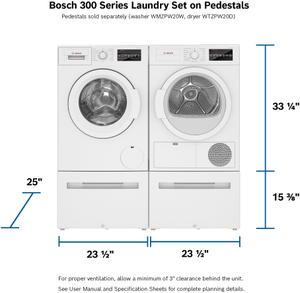 Bosch 300 Series Laundry Set on Pedestals
Pedestals sold separately (washer WMZPW20W, dryer WTZPW20D)
33 ¼"
25"
15 ⅜"
23 ½"
23 ½"
For proper ventilation, allow a minimum of 3" clearance behind the unit.
See User Manual and Specification Sheets for complete planning details.